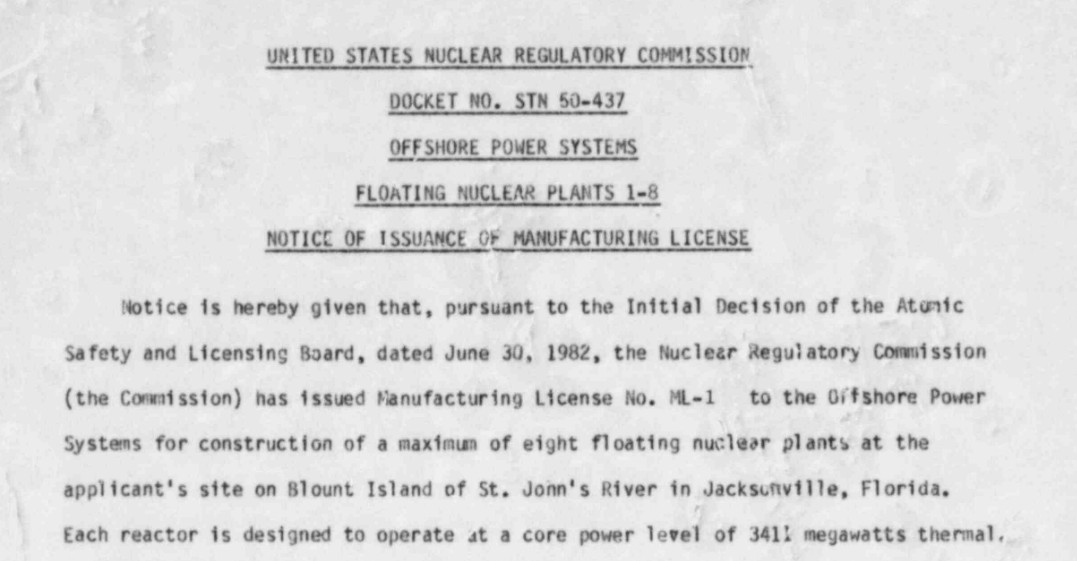 UNITED STATES NUCLEAR REGULATORY COMMISSION
DOCKET NO. STN 50-437
OFFSHORE POWER SYSTEMS
FLOATING NUCLEAR PLANTS 1-8
NOTICE OF ISSUANCE OF MANUFACTURING LICENSE
Notice is hereby given that, pursuant to the Initial Decision of the Atomic
Safety and Licensing Board, dated June 30, 1982, the Nuclear Regulatory Commission
(the Commission) has issued Manufacturing License No. ML-1 to the Offshore Power
Systems for construction of a maximum of eight floating nuclear plants at the
applicant's site on Blount Island of St. John's River in Jacksonville, Florida.
Each reactor is designed to operate at a core power level of 3411 megawatts thermal.